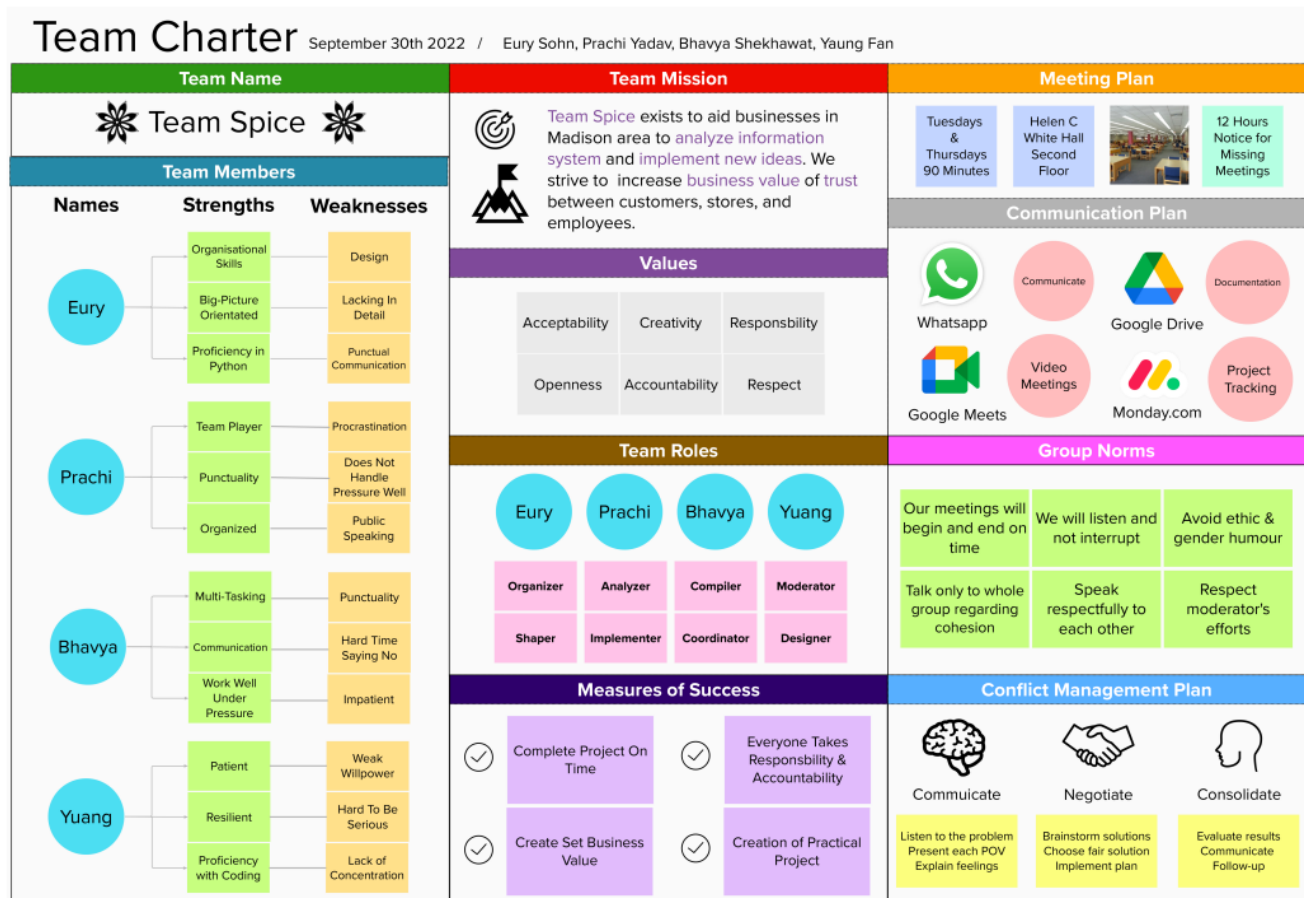 Team Charter
September 30th 2022 / Eury Sohn, Prachi Yadav, Bhavya Shekhawat, Yaung Fan
Team Name
Team Spice
Team Members
Names Strengths Weaknesses
Eury
Organisational
Skills
Design
Big-Picture
Orientated
Lacking In
Detail
Proficiency in
Python
Punctual
Communication
Prachi
Team Player
Procrastination
Punctuality
Does Not
Handle
Pressure Well
Organized
Public
Speaking
Bhavya
Multi-Tasking
Punctuality
Communication
Hard Time
Saying No
Work Well
Under
Pressure
Impatient
Yuang
Patient
Weak
Willpower
Resilient
Hard To Be
Serious
Proficiency
with Coding
Lack of
Concentration
Team Mission
Team Spice exists to aid businesses in
Madison area to analyze information
system and implement new ideas. We
strive to increase business value of trust
between customers, stores, and
employees.
Values
Acceptability
Creativity
Responsbility
Openness
Accountability
Respect
Team Roles
Eury
Prachi
Bhavya
Yuang
Organizer
Analyzer
Compiler
Moderator
Shaper
Implementer
Coordinator
Designer
Measures of Success
Complete Project On
Time
Everyone Takes
Responsbility &
Accountability
Create Set Business
Value
Creation of Practical
Project
Meeting Plan
Tuesdays
&
Thursdays
90 Minutes
Helen C
White Hall
Second
Floor
12 Hours
Notice for
Missing
Meetings
Communication Plan
Whatsapp
Communicate
Google Drive
Documentation
Google Meets
Video
Meetings
Monday.com
Project
Tracking
Group Norms
Our meetings will
begin and end on
time
We will listen and
not interrupt
Avoid ethic &
gender humour
Talk only to whole
group regarding
cohesion
Speak
respectfully to
each other
Respect
moderator's
efforts
Conflict Management Plan
Commuicate
Negotiate
Consolidate
Listen to the problem
Present each POV
Explain feelings
Brainstorm solutions
Choose fair solution
Implement plan
Evaluate results
Communicate
Follow-up